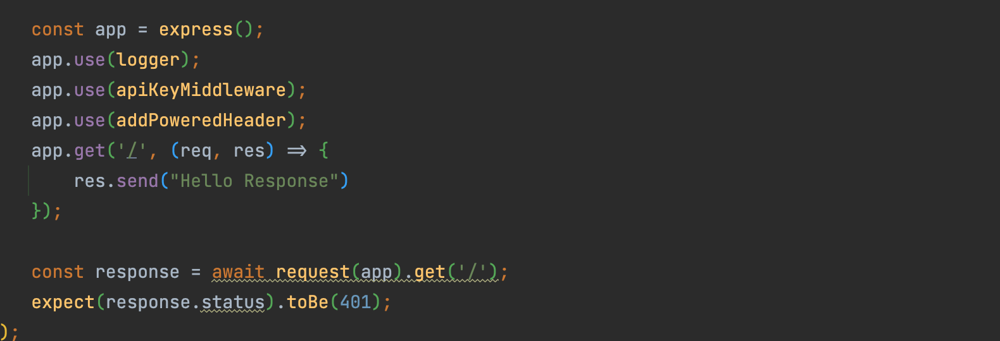 const app = express();
app.use(logger);
app.use(apiKeyMiddleware);
app.use(addPoweredHeader);
app.get('/', (req, res) => {
    res.send("Hello Response")
});

const response = await request(app).get('/');
expect(response.status).toBe(401);
);